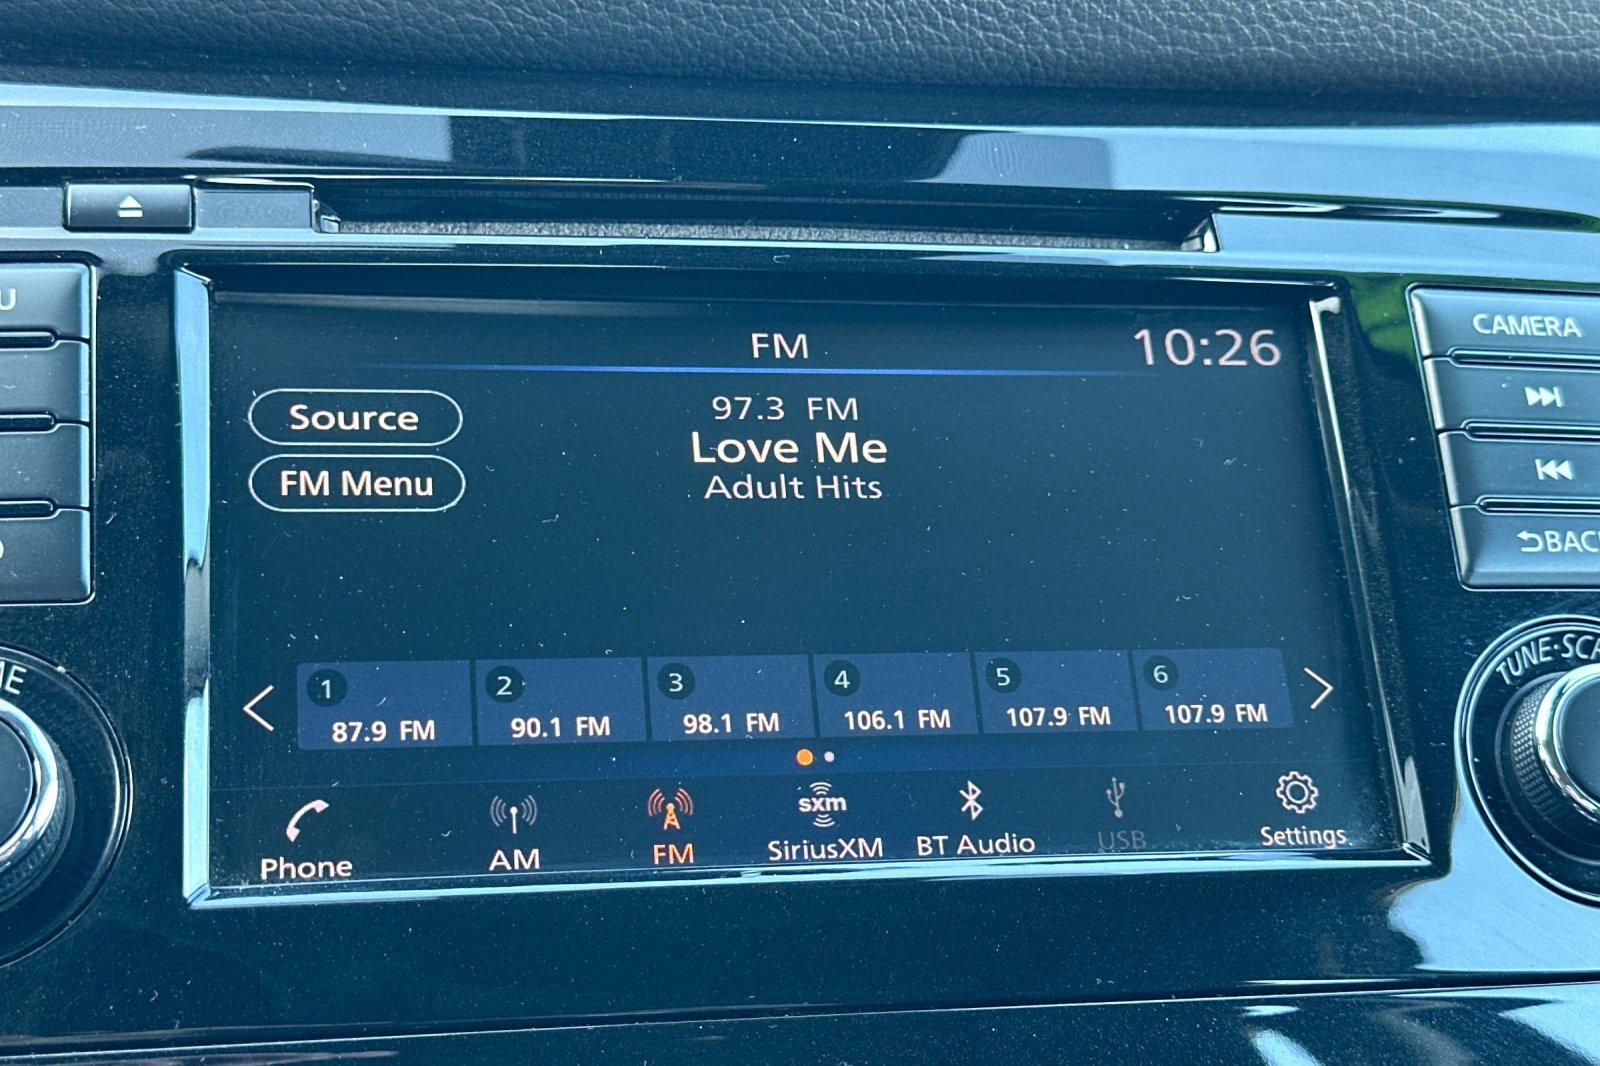 FM
10:26
CAMERA
Source
97.3 FM
Love Me
FM Menu
Adult Hits
BACK
TUNE·SC
1
2
3
4
5
6
87.9 FM
90.1 FM
98.1 FM
106.1 FM
107.9 FM
107.9 FM
sxm
Phone
AM
FM
SiriusXM
BT Audio
USB
Settings